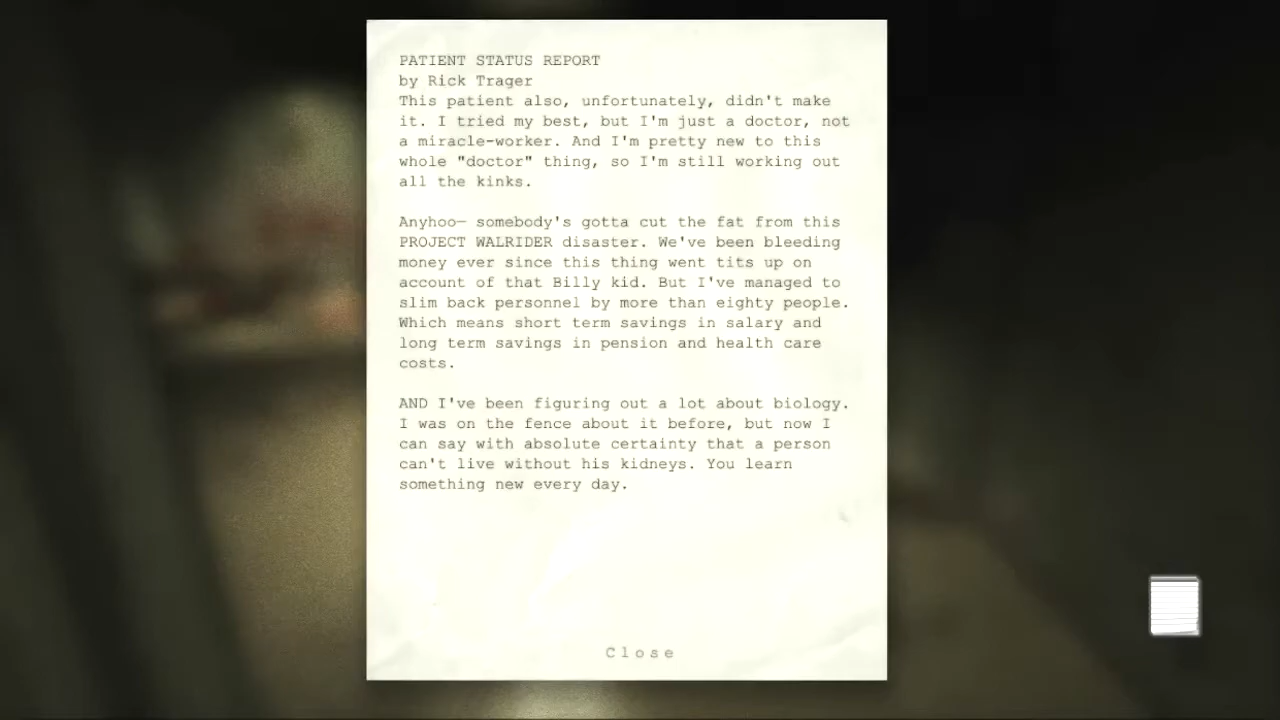 PATIENT STATUS REPORT
by Rick Trager
This patient also, unfortunately, didn't make
it. I tried my best, but I'm just a doctor, not
a miracle-worker. And I'm pretty new to this
whole "doctor" thing, so I'm still working out
all the kinks.
Anyhoo— somebody's gotta cut the fat from this
PROJECT WALRIDER disaster. We've been bleeding
money ever since this thing went tits up on
account of that Billy kid. But I've managed to
slim back personnel by more than eighty people.
Which means short term savings in salary and
long term savings in pension and health care
costs.
AND I've been figuring out a lot about biology.
I was on the fence about it before, but now I
can say with absolute certainty that a person
can't live without his kidneys. You learn
something new every day.
Close